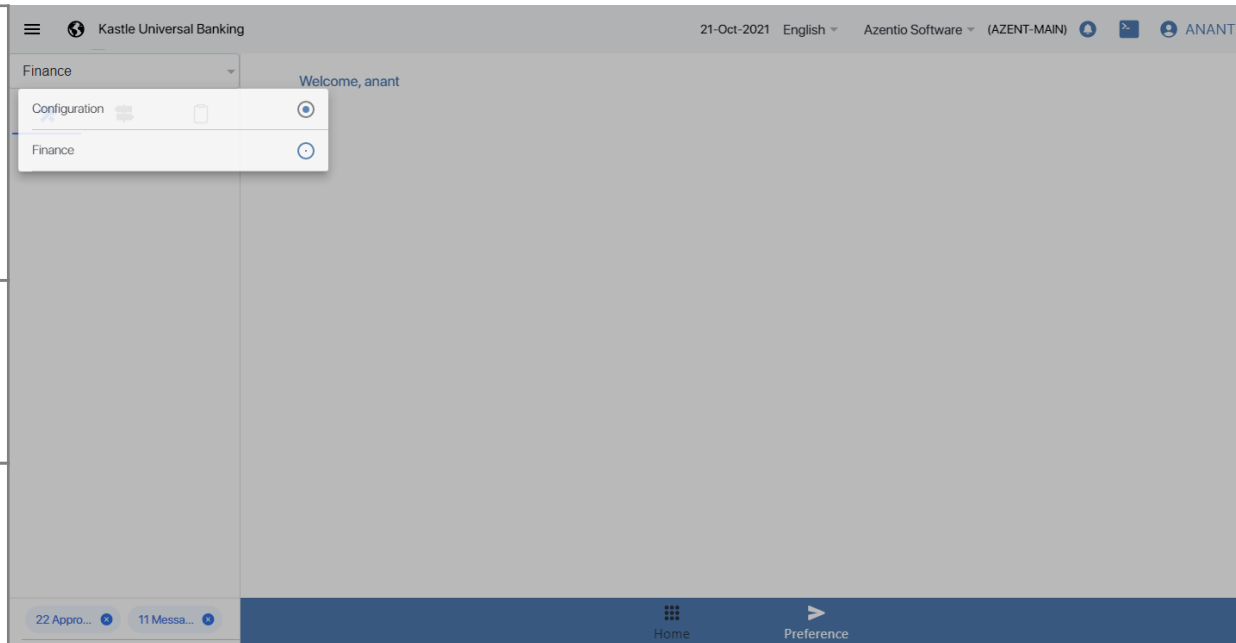 Kastle Universal Banking 21-Oct-2021 English Azentio Software (AZENT-MAIN) ANANT
Finance
Welcome, anant
Configuration
Finance
22 Appro... 11 Messa...
Home Preference